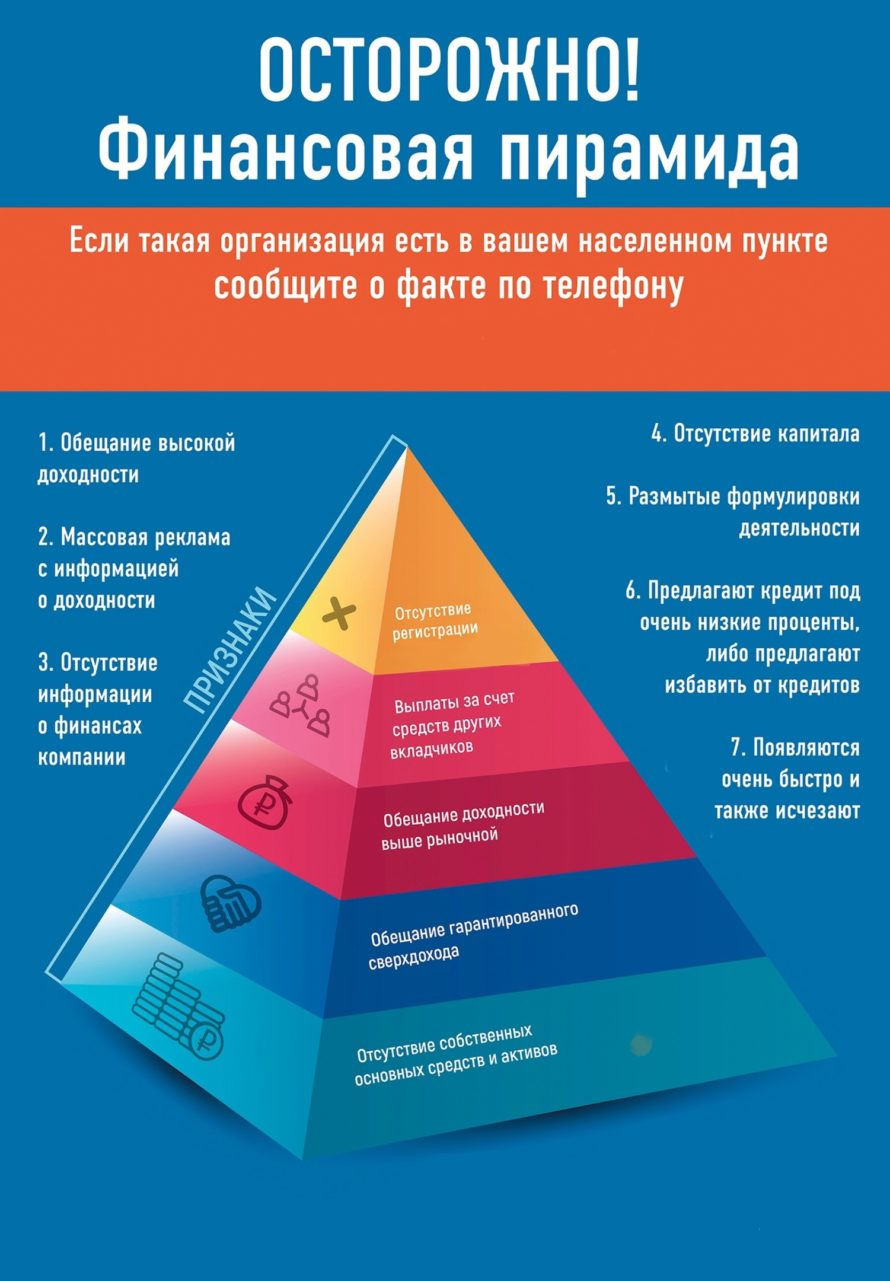 ОСТОРОЖНО!
Финансовая пирамида
Если такая организация есть в вашем населенном пункте
сообщите о факте по телефону
1. Обещание высокой
доходности
2. Массовая реклама
с информацией
о доходности
3. Отсутствие
информации
о финансах
компании
4. Отсутствие капитала
5. Размытые формулировки
деятельности
6. Предлагают кредит под
очень низкие проценты,
либо предлагают
избавить от кредитов
7. Появляются
очень быстро и
также исчезают
ПРИЗНАКИ
Отсутствие
регистрации
Выплаты за счет
средств других
вкладчиков
Обещание доходности
выше рыночной
Обещание гарантированного
сверхдохода
Отсутствие собственных
основных средств и активов